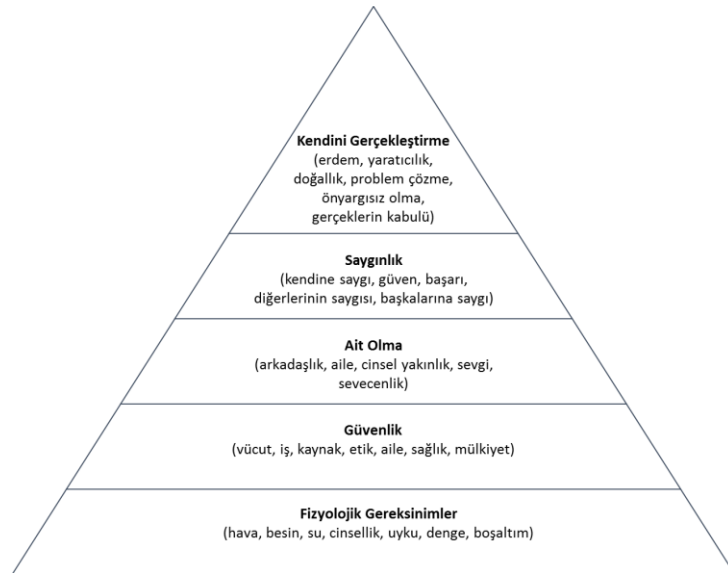 Kendini Gerçekleştirme
(erdem, yaratıcılık,
doğallık, problem çözme,
önyargısız olma,
gerçeklerin kabulü)
Saygınlık
(kendine saygı, güven, başarı,
diğerlerinin saygısı, başkalarına saygı)
Ait Olma
(arkadaşlık, aile, cinsel yakınlık, sevgi,
sevecenlik)
Güvenlik
(vücut, iş, kaynak, etik, aile, sağlık, mülkiyet)
Fizyolojik Gereksinimler
(hava, besin, su, cinsellik, uyku, denge, boşaltım)